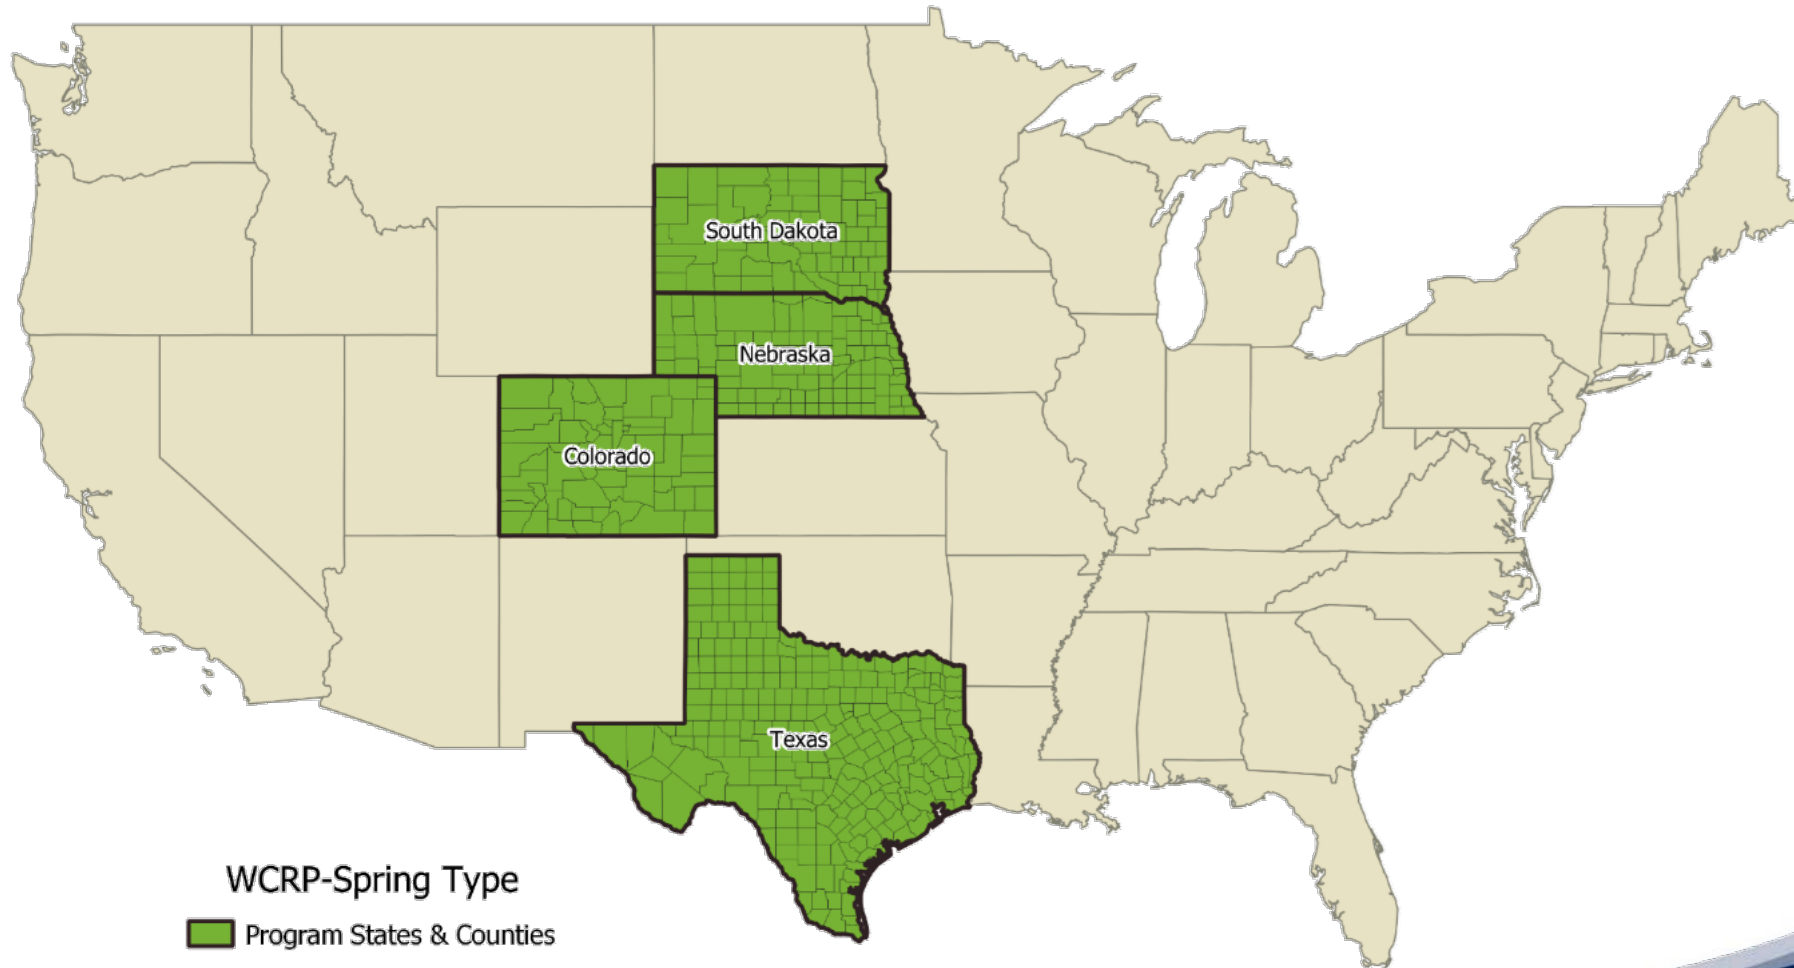 South Dakota
Nebraska
Colorado
Texas
WCRP-Spring Type
Program States & Counties